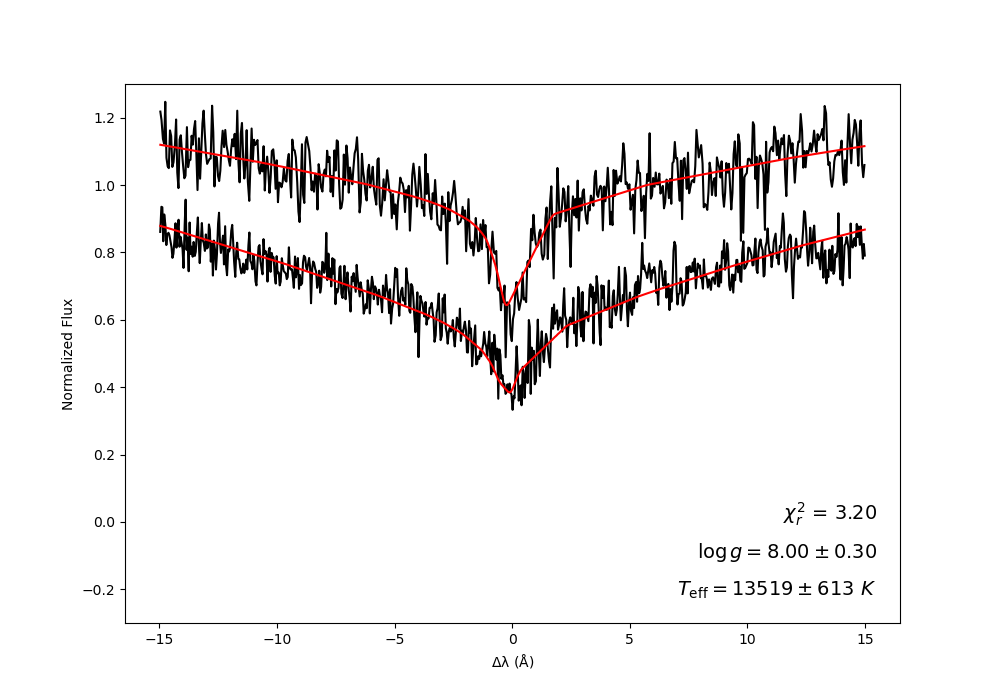 1.2
1.0
0.8
0.6
0.4
0.2
0.0
−0.2
Normalized Flux
χ²ᵣ = 3.20
log g = 8.00 ± 0.30
T_eff = 13519 ± 613 K
−15 −10 −5 0 5 10 15
Δλ (Å)